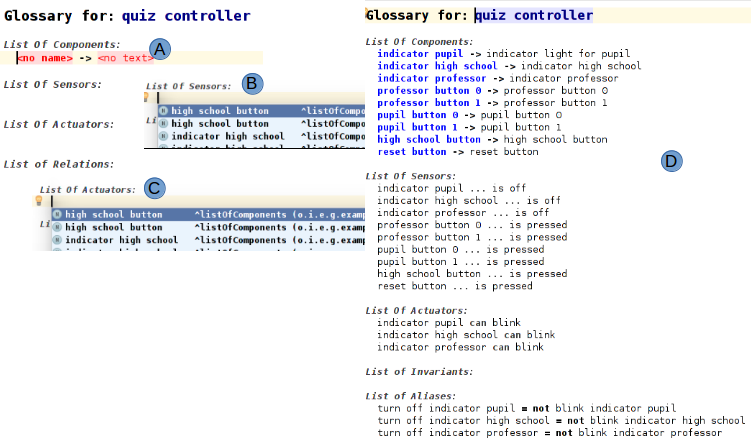 Glossary for: quiz controller
List Of Components:
A
<no name> -> <no text>
List Of Sensors:
List Of Sensors:
B
high school button ^listOfCompo
high school button ^listOfCompo
indicator high school ^listOfCompo
List Of Actuators:
List of Relations:
List Of Actuators:
C
high school button ^listOfComponents (o.i.e.g.examp
high school button ^listOfComponents (o.i.e.g.examp
indicator high school ^listOfComponents (o.i.e.g.examp
Glossary for: quiz controller
List Of Components:
indicator pupil -> indicator light for pupil
indicator high school -> indicator high school
indicator professor -> indicator professor
professor button 0 -> professor button 0
professor button 1 -> professor button 1
pupil button 0 -> pupil button 0
pupil button 1 -> pupil button 1
high school button -> high school button
reset button -> reset button
D
List Of Sensors:
indicator pupil ... is off
indicator high school ... is off
indicator professor ... is off
professor button 0 ... is pressed
professor button 1 ... is pressed
pupil button 0 ... is pressed
pupil button 1 ... is pressed
high school button ... is pressed
reset button ... is pressed
List Of Actuators:
indicator pupil can blink
indicator high school can blink
indicator professor can blink
List of Invariants:
List of Aliases:
turn off indicator pupil = not blink indicator pupil
turn off indicator high school = not blink indicator high school
turn off indicator professor = not blink indicator professor